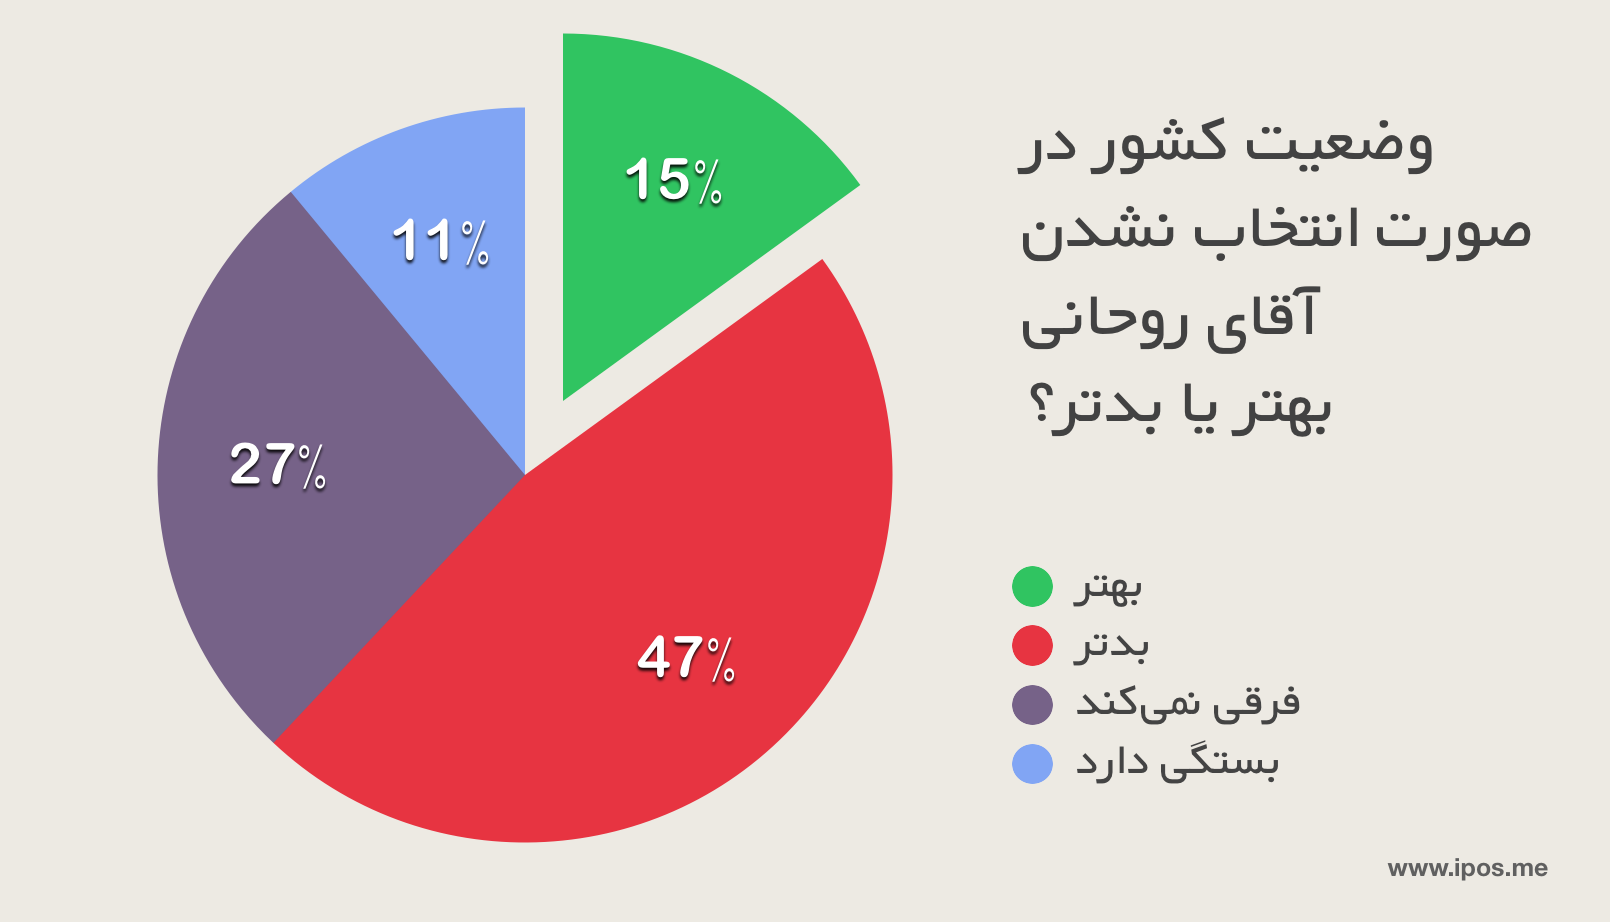 وضعیت کشور در
صورت انتخاب نشدن
آقای روحانی
بهتر یا بدتر؟
15%
11%
27%
47%
بهتر
بدتر
فرقی نمی‌کند
بستگی دارد
www.ipos.me